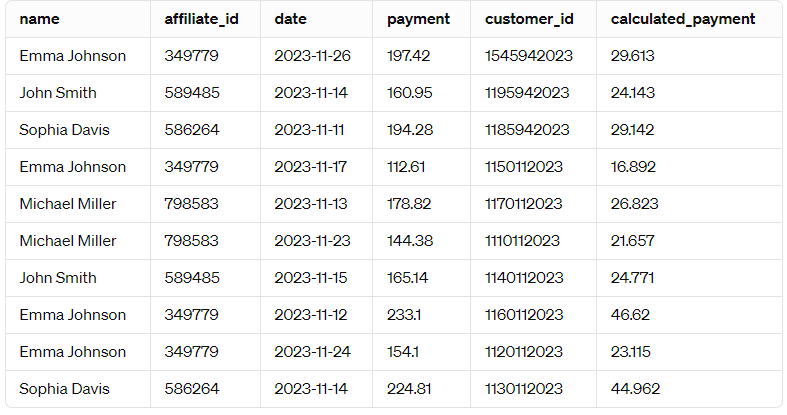 name affiliate_id date payment customer_id calculated_payment
Emma Johnson 349779 2023-11-26 197.42 1545942023 29.613
John Smith 589485 2023-11-14 160.95 1195942023 24.143
Sophia Davis 586264 2023-11-11 194.28 1185942023 29.142
Emma Johnson 349779 2023-11-17 112.61 1150112023 16.892
Michael Miller 798583 2023-11-13 178.82 1170112023 26.823
Michael Miller 798583 2023-11-23 144.38 1110112023 21.657
John Smith 589485 2023-11-15 165.14 1140112023 24.771
Emma Johnson 349779 2023-11-12 233.1 1160112023 46.62
Emma Johnson 349779 2023-11-24 154.1 1120112023 23.115
Sophia Davis 586264 2023-11-14 224.81 1130112023 44.962